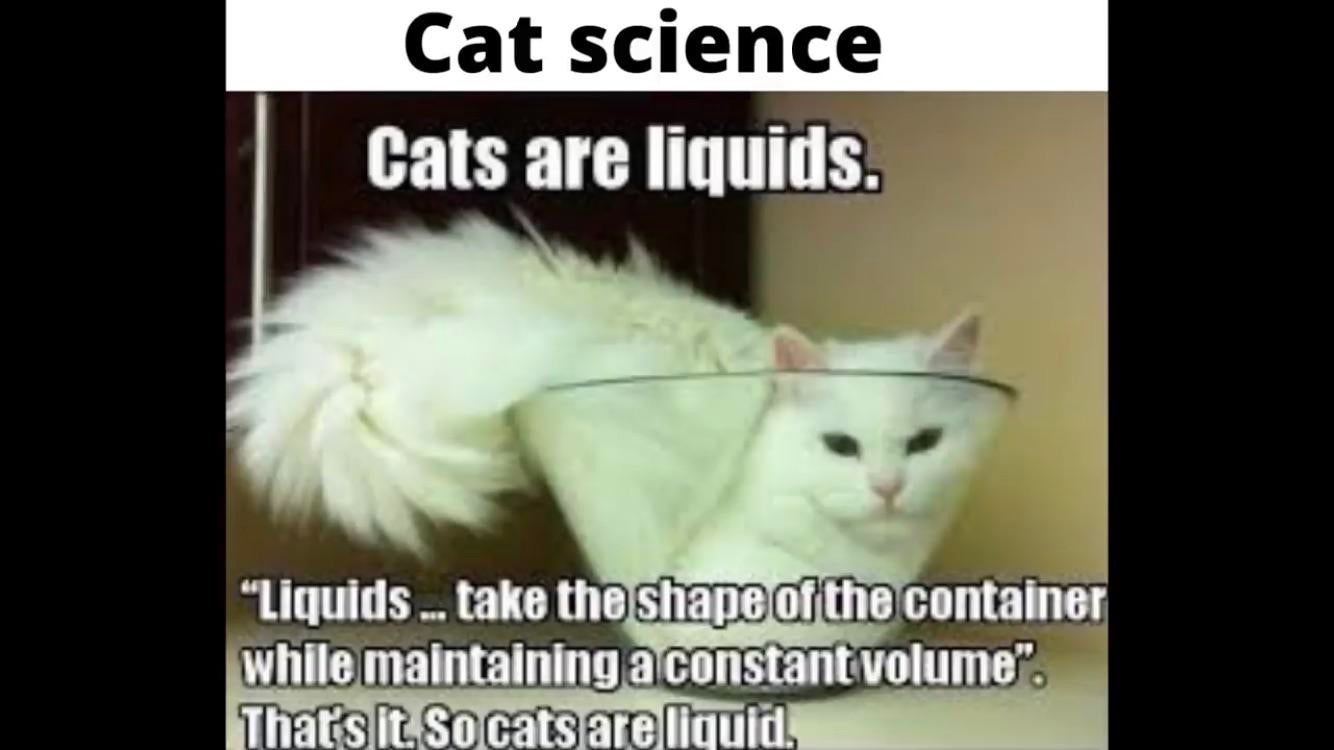 Cat science
Cats are liquids.
“Liquids ... take the shape of the container
while maintaining a constant volume”.
That's it. So cats are liquid.